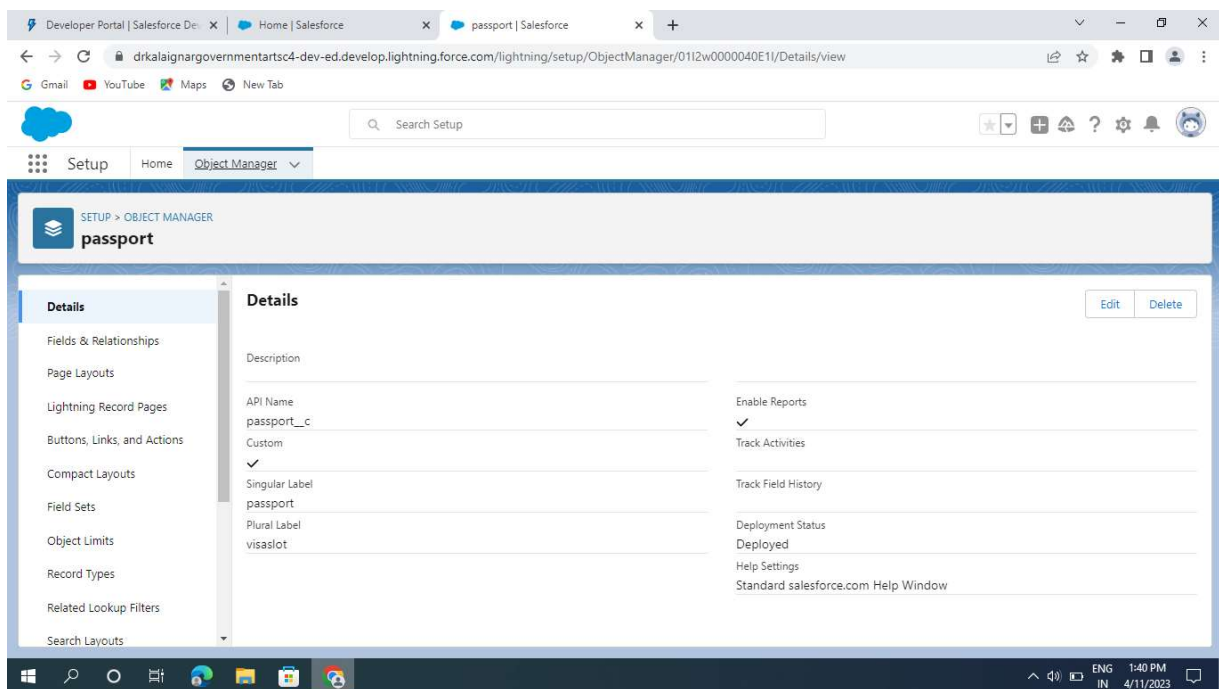 Developer Portal | Salesforce Dev
Home | Salesforce
passport | Salesforce
drkalaignargovernmentartsc4-dev-ed.develop.lightning.force.com/lightning/setup/ObjectManager/01I2w0000040E1I/Details/view
Gmail YouTube Maps New Tab
Search Setup
Setup Home Object Manager
SETUP > OBJECT MANAGER
passport
Details
Fields & Relationships
Page Layouts
Lightning Record Pages
Buttons, Links, and Actions
Compact Layouts
Field Sets
Object Limits
Record Types
Related Lookup Filters
Search Layouts
Details
Edit Delete
Description
API Name
passport__c
Custom
Singular Label
passport
Plural Label
visaslot
Enable Reports
Track Activities
Track Field History
Deployment Status
Deployed
Help Settings
Standard salesforce.com Help Window
ENG 1:40 PM
IN 4/11/2023